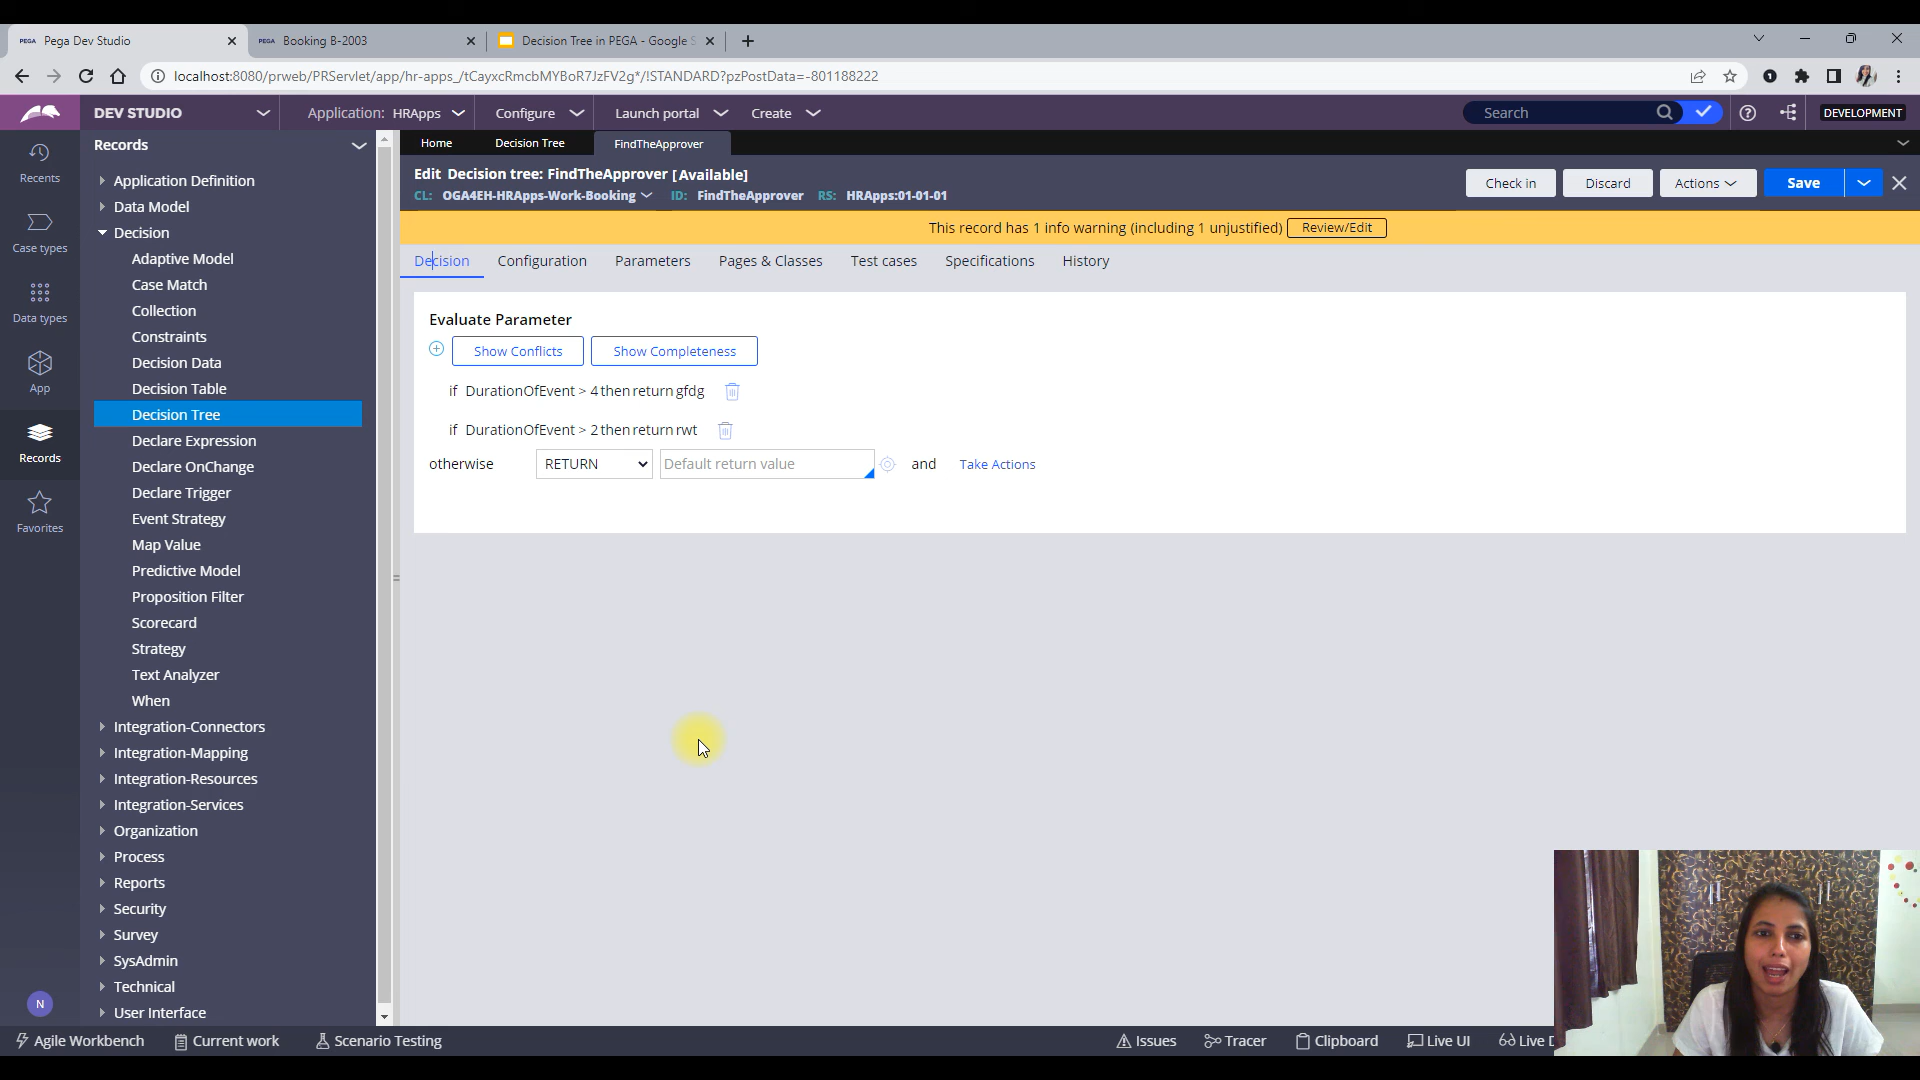 PEGA Pega Dev Studio
PEGA Booking B-2003
Decision Tree in PEGA - Google S
localhost:8080/prweb/PRServlet/app/hr-apps_/tCayxcRmcbMYBoR7JzFV2g*/!STANDARD?pzPostData=-801188222
DEV STUDIO
Application: HRApps
Configure
Launch portal
Create
Search
DEVELOPMENT
Recents
Case types
Data types
App
Records
Favorites
N
Records
Application Definition
Data Model
Decision
Adaptive Model
Case Match
Collection
Constraints
Decision Data
Decision Table
Decision Tree
Declare Expression
Declare OnChange
Declare Trigger
Event Strategy
Map Value
Predictive Model
Proposition Filter
Scorecard
Strategy
Text Analyzer
When
Integration-Connectors
Integration-Mapping
Integration-Resources
Integration-Services
Organization
Process
Reports
Security
Survey
SysAdmin
Technical
User Interface
Home
Decision Tree
FindTheApprover
Edit Decision tree: FindTheApprover [Available]
CL: OGA4EH-HRApps-Work-Booking ID: FindTheApprover RS: HRApps:01-01-01
Check in
Discard
Actions
Save
This record has 1 info warning (including 1 unjustified) Review/Edit
Decision
Configuration
Parameters
Pages & Classes
Test cases
Specifications
History
Evaluate Parameter
Show Conflicts
Show Completeness
if DurationOfEvent > 4 then return gfdg
if DurationOfEvent > 2 then return rwt
otherwise RETURN Default return value and Take Actions
Agile Workbench
Current work
Scenario Testing
Issues
Tracer
Clipboard
Live UI
Live